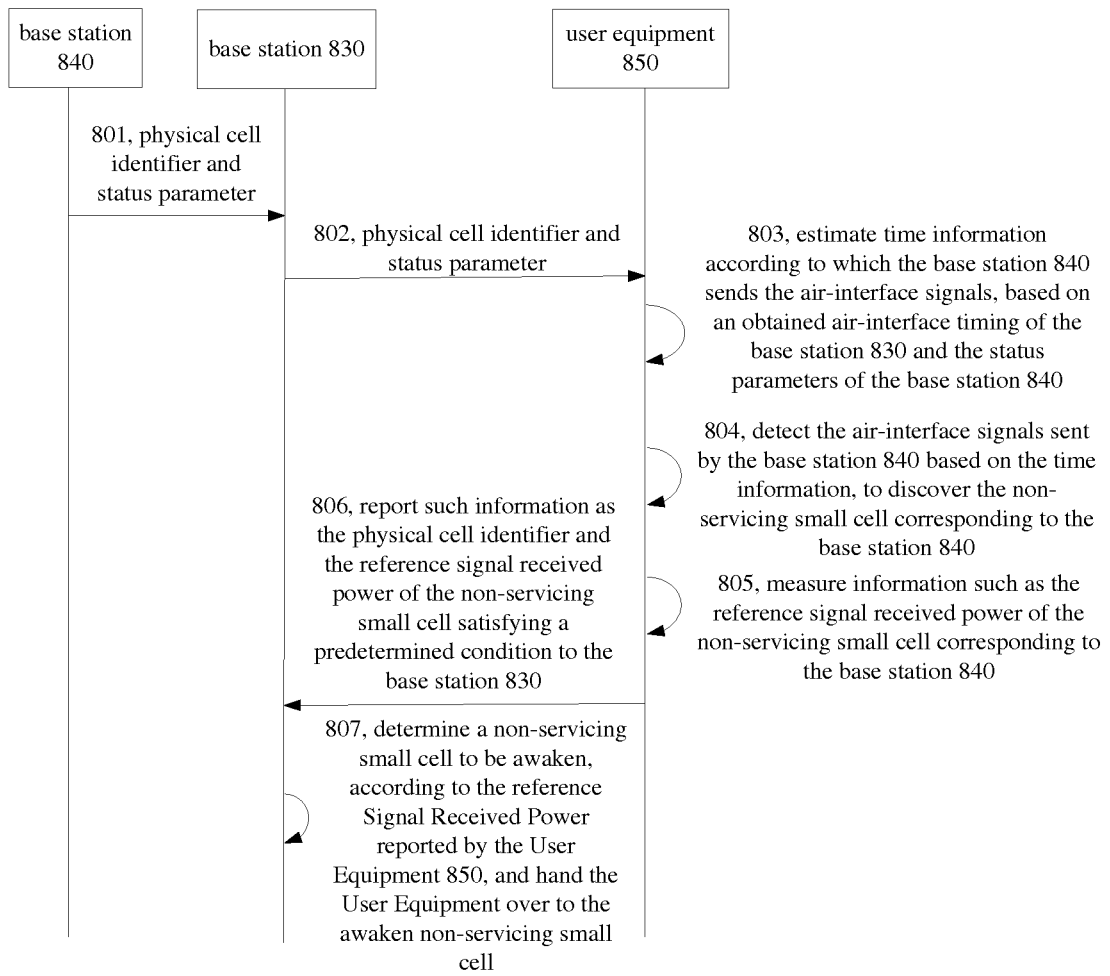 base station
840
base station 830
user equipment
850
801, physical cell
identifier and
status parameter
802, physical cell identifier and
status parameter
803, estimate time information
according to which the base station 840
sends the air-interface signals, based on
an obtained air-interface timing of the
base station 830 and the status
parameters of the base station 840
804, detect the air-interface signals sent
by the base station 840 based on the time
information, to discover the non-
servicing small cell corresponding to the
base station 840
805, measure information such as the
reference signal received power of the
non-servicing small cell corresponding to
the base station 840
806, report such information as
the physical cell identifier and
the reference signal received
power of the non-servicing
small cell satisfying a
predetermined condition to the
base station 830
807, determine a non-servicing
small cell to be awaken,
according to the reference
Signal Received Power
reported by the User
Equipment 850, and hand the
User Equipment over to the
awaken non-servicing small
cell